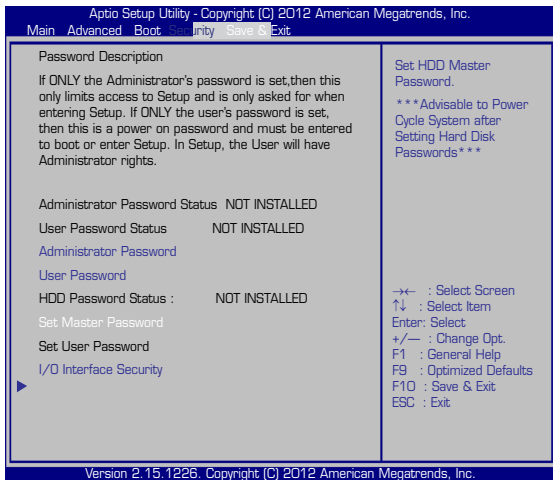 Aptio Setup Utility - Copyright (C) 2012 American Megatrends, Inc.
Main Advanced Boot Security Save & Exit
Password Description
If ONLY the Administrator's password is set,then this
only limits access to Setup and is only asked for when
entering Setup. If ONLY the user's password is set,
then this is a power on password and must be entered
to boot or enter Setup. In Setup, the User will have
Administrator rights.
Administrator Password Status NOT INSTALLED
User Password Status NOT INSTALLED
Administrator Password
User Password
HDD Password Status : NOT INSTALLED
Set Master Password
Set User Password
I/O Interface Security
Set HDD Master
Password.
***Advisable to Power
Cycle System after
Setting Hard Disk
Passwords***
→← : Select Screen
↑↓ : Select Item
Enter: Select
+/— : Change Opt.
F1 : General Help
F9 : Optimized Defaults
F10 : Save & Exit
ESC : Exit
Version 2.15.1226. Copyright (C) 2012 American Megatrends, Inc.